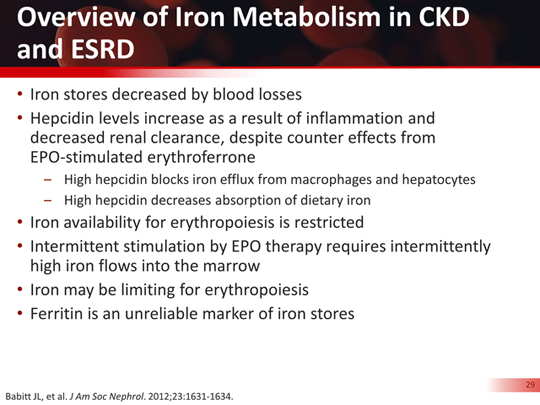 Overview of Iron Metabolism in CKD
and ESRD
• Iron stores decreased by blood losses
• Hepcidin levels increase as a result of inflammation and
decreased renal clearance, despite counter effects from
EPO-stimulated erythroferrone
– High hepcidin blocks iron efflux from macrophages and hepatocytes
– High hepcidin decreases absorption of dietary iron
• Iron availability for erythropoiesis is restricted
• Intermittent stimulation by EPO therapy requires intermittently
high iron flows into the marrow
• Iron may be limiting for erythropoiesis
• Ferritin is an unreliable marker of iron stores
29
Babitt JL, et al. J Am Soc Nephrol. 2012;23:1631-1634.